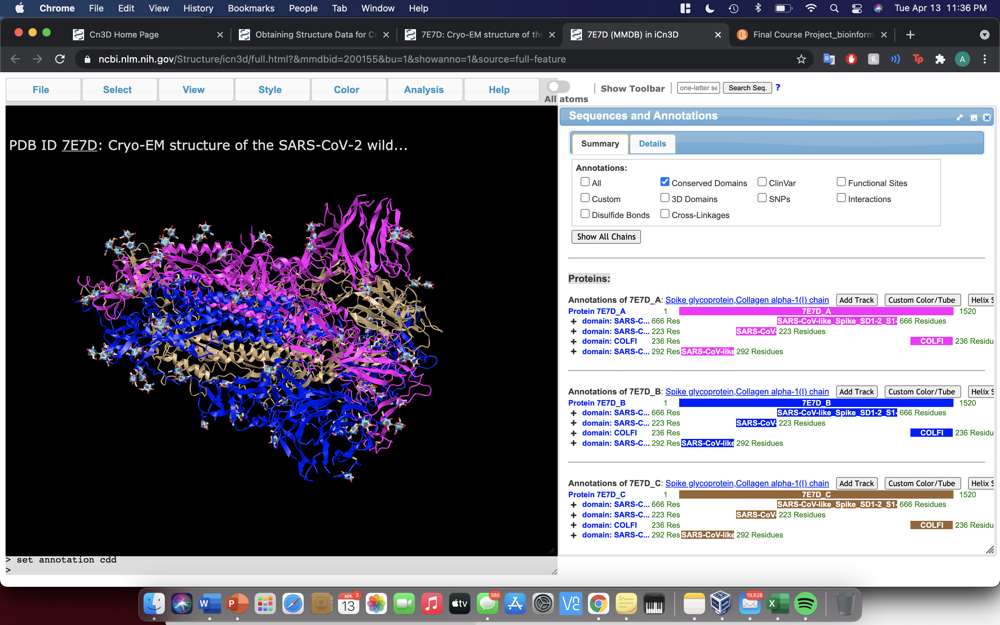 Chrome File Edit View History Bookmarks People Tab Window Help Tue Apr 13 11:36 PM
Cn3D Home Page Obtaining Structure Data for Cn 7E7D: Cryo-EM structure of the 7E7D (MMDB) in iCn3D Final Course Project_bioinform
ncbi.nlm.nih.gov/Structure/icn3d/full.html?&mmdbid=200155&bu=1&showanno=1&source=full-feature
File Select View Style Color Analysis Help
All atoms
Show Toolbar one-letter se Search Seq. ?
PDB ID 7E7D: Cryo-EM structure of the SARS-CoV-2 wild...
Sequences and Annotations
Summary Details
Annotations:
All Conserved Domains ClinVar Functional Sites
Custom 3D Domains SNPs Interactions
Disulfide Bonds Cross-Linkages
Show All Chains
Proteins:
Annotations of 7E7D_A: Spike glycoprotein,Collagen alpha-1(I) chain Add Track Custom Color/Tube Helix S
Protein 7E7D_A 1 7E7D_A 1520
domain: SARS-C... 666 Res SARS-CoV-like_Spike_SD1-2_S1- 666 Residues
domain: SARS-C... 223 Res SARS-CoV- 223 Residues
domain: COLFI 236 Res COLFI 236 Residu
domain: SARS-C... 292 Res SARS-CoV-like 292 Residues
Annotations of 7E7D_B: Spike glycoprotein,Collagen alpha-1(I) chain Add Track Custom Color/Tube Helix S
Protein 7E7D_B 1 7E7D_B 1520
domain: SARS-C... 666 Res SARS-CoV-like_Spike_SD1-2_S1- 666 Residues
domain: SARS-C... 223 Res SARS-CoV- 223 Residues
domain: COLFI 236 Res COLFI 236 Residu
domain: SARS-C... 292 Res SARS-CoV-like 292 Residues
Annotations of 7E7D_C: Spike glycoprotein,Collagen alpha-1(I) chain Add Track Custom Color/Tube Helix S
Protein 7E7D_C 1 7E7D_C 1520
domain: SARS-C... 666 Res SARS-CoV-like_Spike_SD1-2_S1- 666 Residues
domain: SARS-C... 223 Res SARS-CoV- 223 Residues
domain: COLFI 236 Res COLFI 236 Residu
domain: SARS-C... 292 Res SARS-CoV-like 292 Residues
> set annotation cdd
>
W P APR 13 3 tv 386 19,628 X